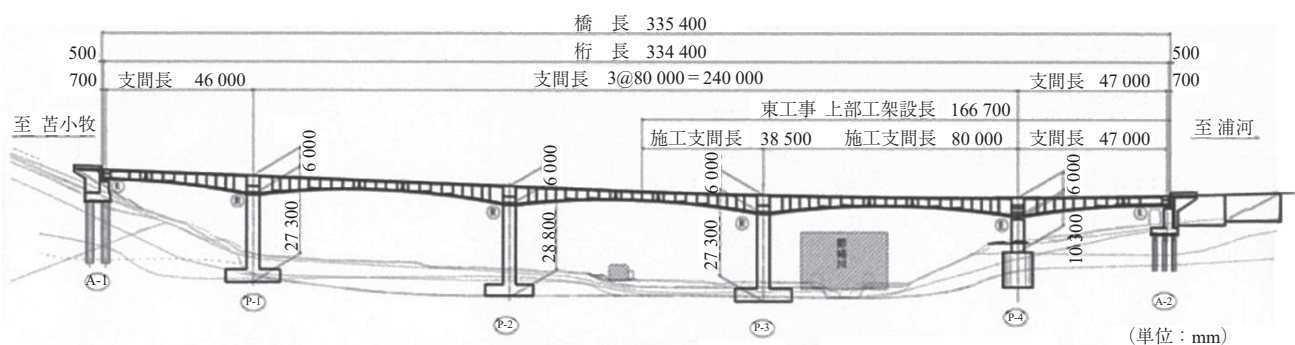 橋 長 335 400
500 桁 長 334 400 500
700 支間長 46 000 支間長 3@80 000 = 240 000 支間長 47 000 700
東工事 上部工架設長 166 700
至 苫小牧 施工支間長 38 500 施工支間長 80 000 支間長 47 000 至 浦河
6 000 6 000 6 000 6 000
E R R R E E
27 300 28 800 27 300 10 300
A-1 P-1 P-2 P-3 P-4 A-2
(単位：mm)